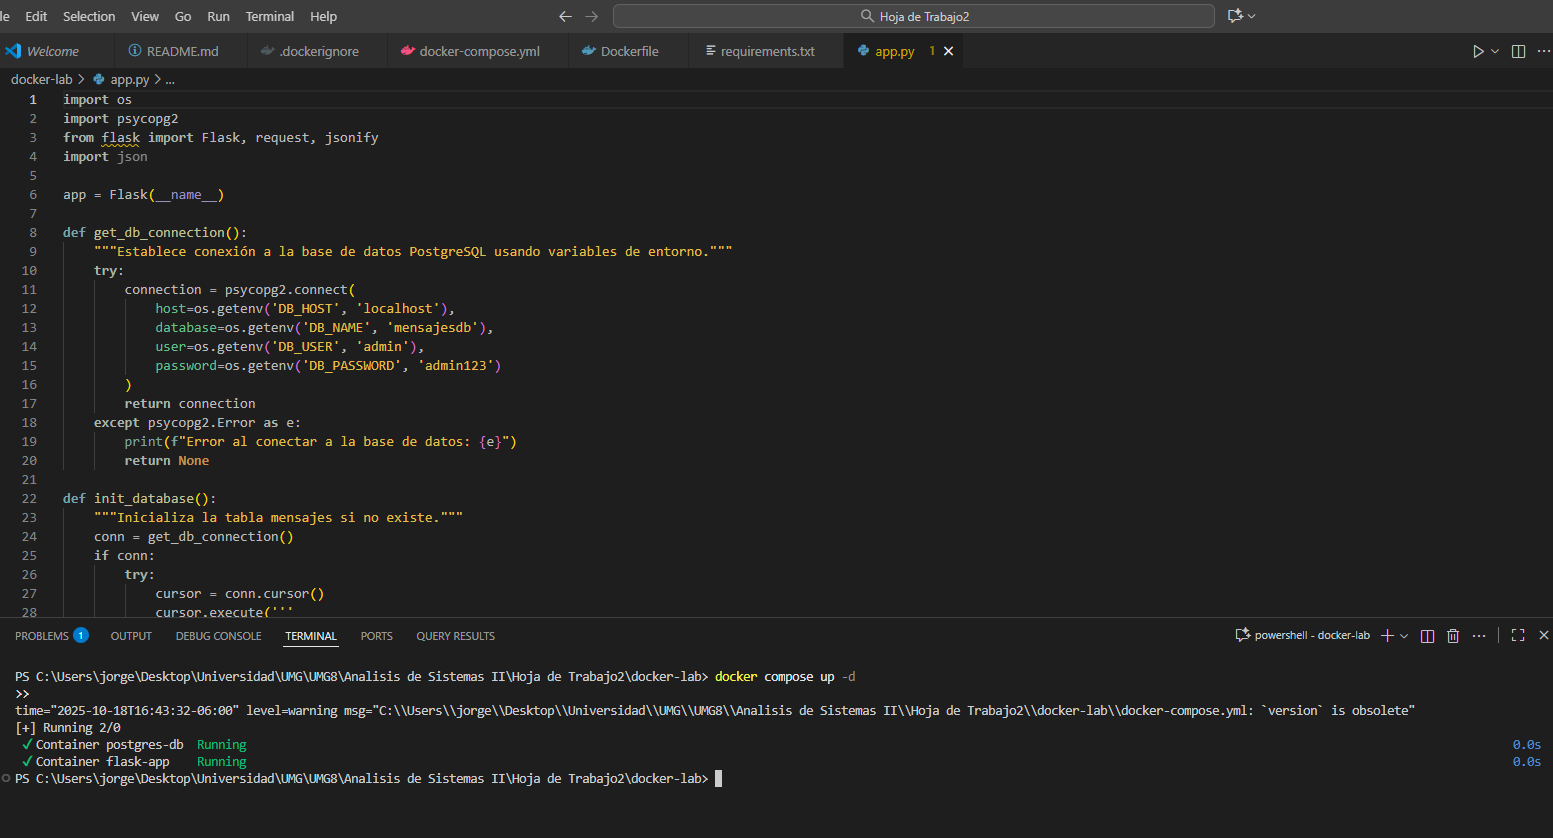 le Edit Selection View Go Run Terminal Help Hoja de Trabajo2
Welcome README.md .dockerignore docker-compose.yml Dockerfile requirements.txt app.py 1
docker-lab > app.py > ...
1 import os
2 import psycopg2
3 from flask import Flask, request, jsonify
4 import json
5
6 app = Flask(__name__)
7
8 def get_db_connection():
9 """Establece conexión a la base de datos PostgreSQL usando variables de entorno."""
10 try:
11 connection = psycopg2.connect(
12 host=os.getenv('DB_HOST', 'localhost'),
13 database=os.getenv('DB_NAME', 'mensajesdb'),
14 user=os.getenv('DB_USER', 'admin'),
15 password=os.getenv('DB_PASSWORD', 'admin123')
16 )
17 return connection
18 except psycopg2.Error as e:
19 print(f"Error al conectar a la base de datos: {e}")
20 return None
21
22 def init_database():
23 """Inicializa la tabla mensajes si no existe."""
24 conn = get_db_connection()
25 if conn:
26 try:
27 cursor = conn.cursor()
28 cursor.execute('''
PROBLEMS 1 OUTPUT DEBUG CONSOLE TERMINAL PORTS QUERY RESULTS powershell - docker-lab
PS C:\Users\jorge\Desktop\Universidad\UMG\UMG8\Analisis de Sistemas II\Hoja de Trabajo2\docker-lab> docker compose up -d
>>
time="2025-10-18T16:43:32-06:00" level=warning msg="C:\\Users\\jorge\\Desktop\\Universidad\\UMG\\UMG8\\Analisis de Sistemas II\\Hoja de Trabajo2\\docker-lab\\docker-compose.yml: `version` is obsolete"
[+] Running 2/0
✓ Container postgres-db Running 0.0s
✓ Container flask-app Running 0.0s
PS C:\Users\jorge\Desktop\Universidad\UMG\UMG8\Analisis de Sistemas II\Hoja de Trabajo2\docker-lab>